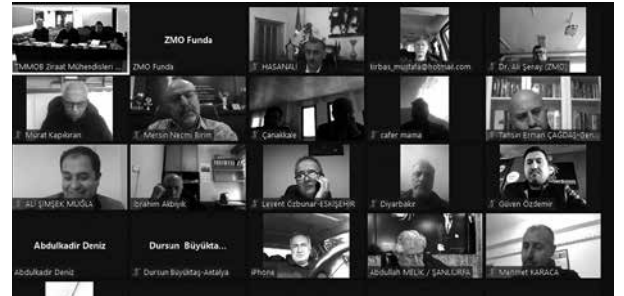 TMMOB Ziraat Mühendisleri ...
ZMO Funda
ZMO Funda
HASANALİ
tirbas_mustafa@hotmail.com
Dr. Ali Şenay (ZMO)
Murat Kapıkıran
Mersin Necmi Birim
Çanakkale
cafer mama
Tahsin Erman ÇAĞDAŞ-Gen...
ALİ ŞİMŞEK MUĞLA
İbrahim Akbıyık
Levent Özbunar-ESKİŞEHİR
Diyarbakır
Güven Özdemir
Abdulkadir Deniz
Abdulkadir Deniz
Dursun Büyükta...
Dursun Büyüktaş-Antalya
iPhone
Abdullah MELİK / ŞANLIURFA
Mehmet KARACA